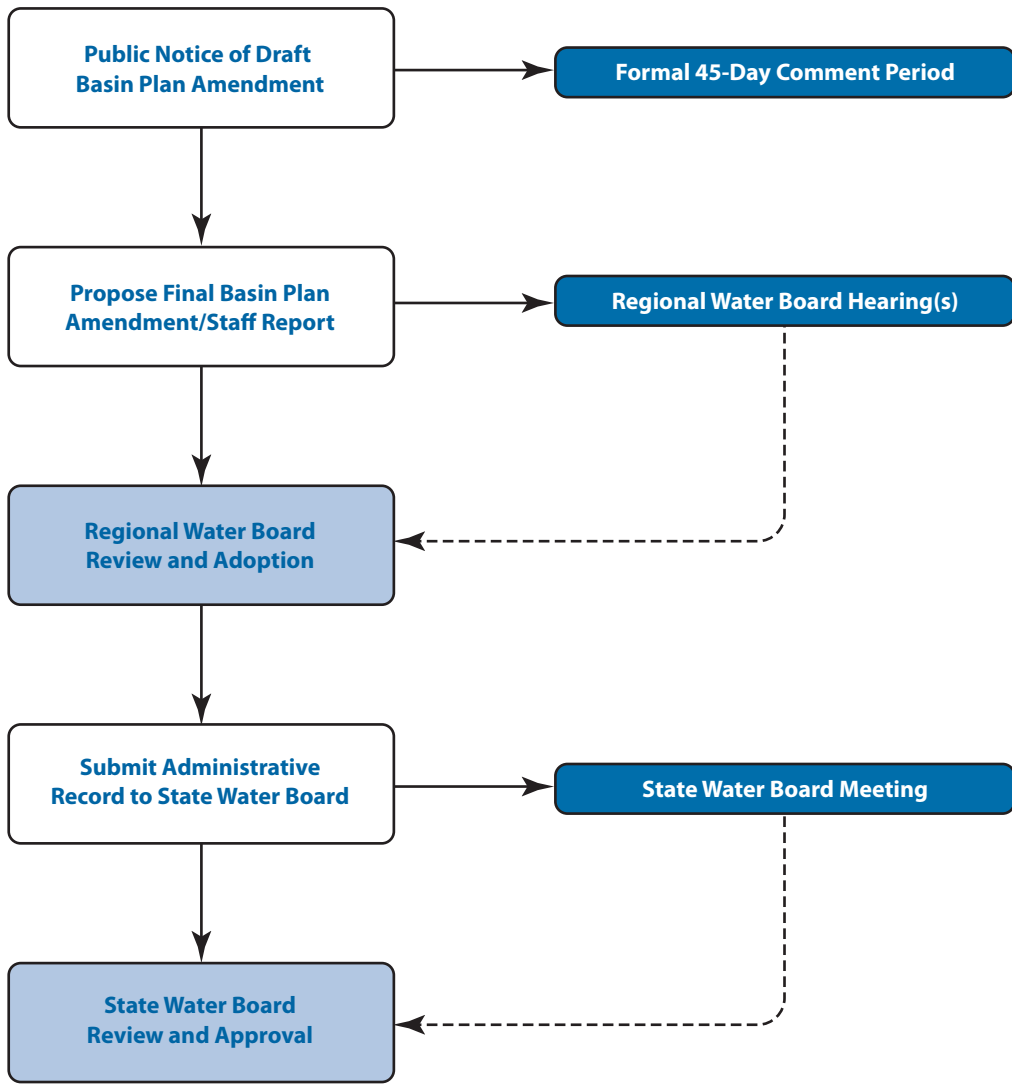 Public Notice of Draft
Basin Plan Amendment
Formal 45-Day Comment Period
Propose Final Basin Plan
Amendment/Staff Report
Regional Water Board Hearing(s)
Regional Water Board
Review and Adoption
Submit Administrative
Record to State Water Board
State Water Board Meeting
State Water Board
Review and Approval